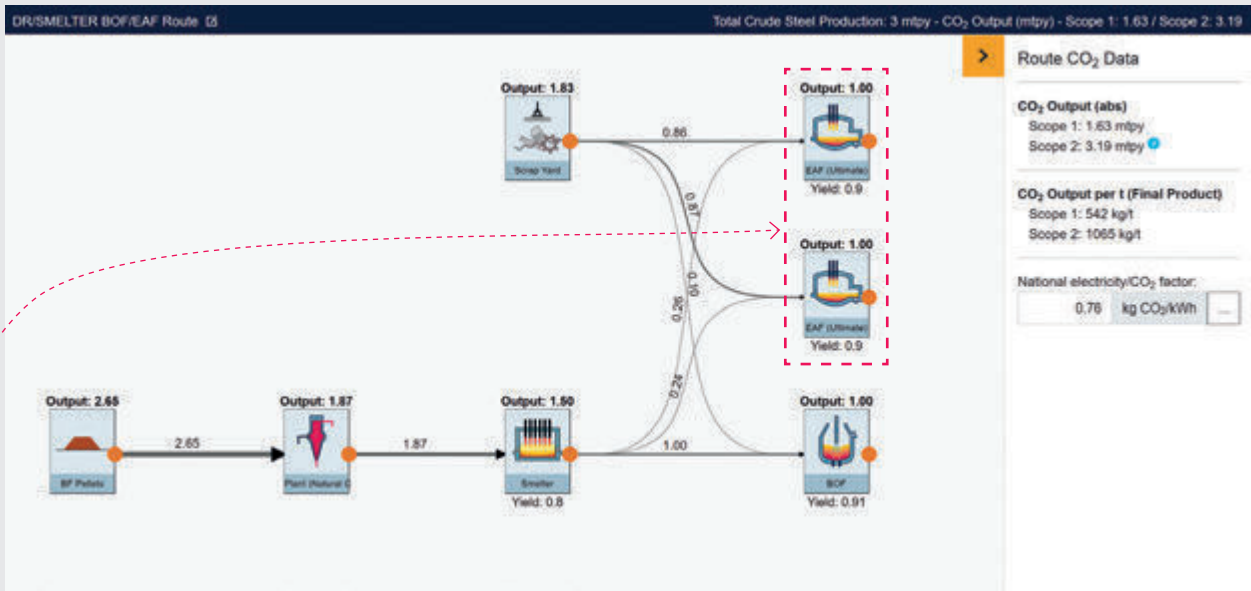 DR/SMELTER BOF/EAF Route
Total Crude Steel Production: 3 mtpy - CO₂ Output (mtpy) - Scope 1: 1.63 / Scope 2: 3.19
Output: 1.83
Scrap Yard
Output: 1.00
EAF (Ultimate)
Yield: 0.9
0.86
0.87
0.10
0.26
0.24
Output: 1.00
EAF (Ultimate)
Yield: 0.9
Output: 2.65
BF Pellets
2.65
Output: 1.87
Plant (Natural G
1.87
Output: 1.50
Smelter
Yield: 0.8
1.00
Output: 1.00
BOF
Yield: 0.91
>
Route CO₂ Data
CO₂ Output (abs)
Scope 1: 1.63 mtpy
Scope 2: 3.19 mtpy
CO₂ Output per t (Final Product)
Scope 1: 542 kg/t
Scope 2: 1065 kg/t
National electricity/CO₂ factor:
0.76 kg CO₂/kWh ...